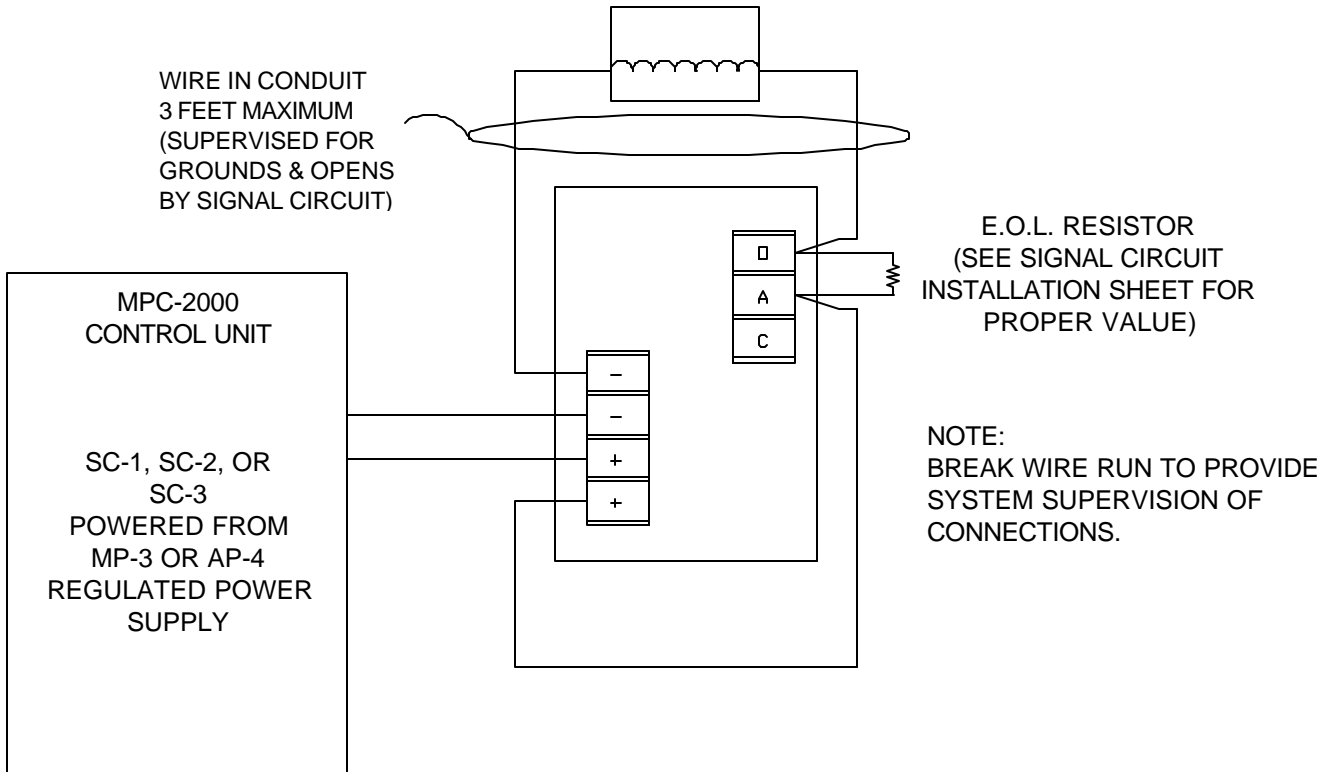 WIRE IN CONDUIT
3 FEET MAXIMUM
(SUPERVISED FOR
GROUNDS & OPENS
BY SIGNAL CIRCUIT)
MPC-2000
CONTROL UNIT
SC-1, SC-2, OR
SC-3
POWERED FROM
MP-3 OR AP-4
REGULATED POWER
SUPPLY
-
-
+
+
O
A
C
E.O.L. RESISTOR
(SEE SIGNAL CIRCUIT
INSTALLATION SHEET FOR
PROPER VALUE)
NOTE:
BREAK WIRE RUN TO PROVIDE
SYSTEM SUPERVISION OF
CONNECTIONS.